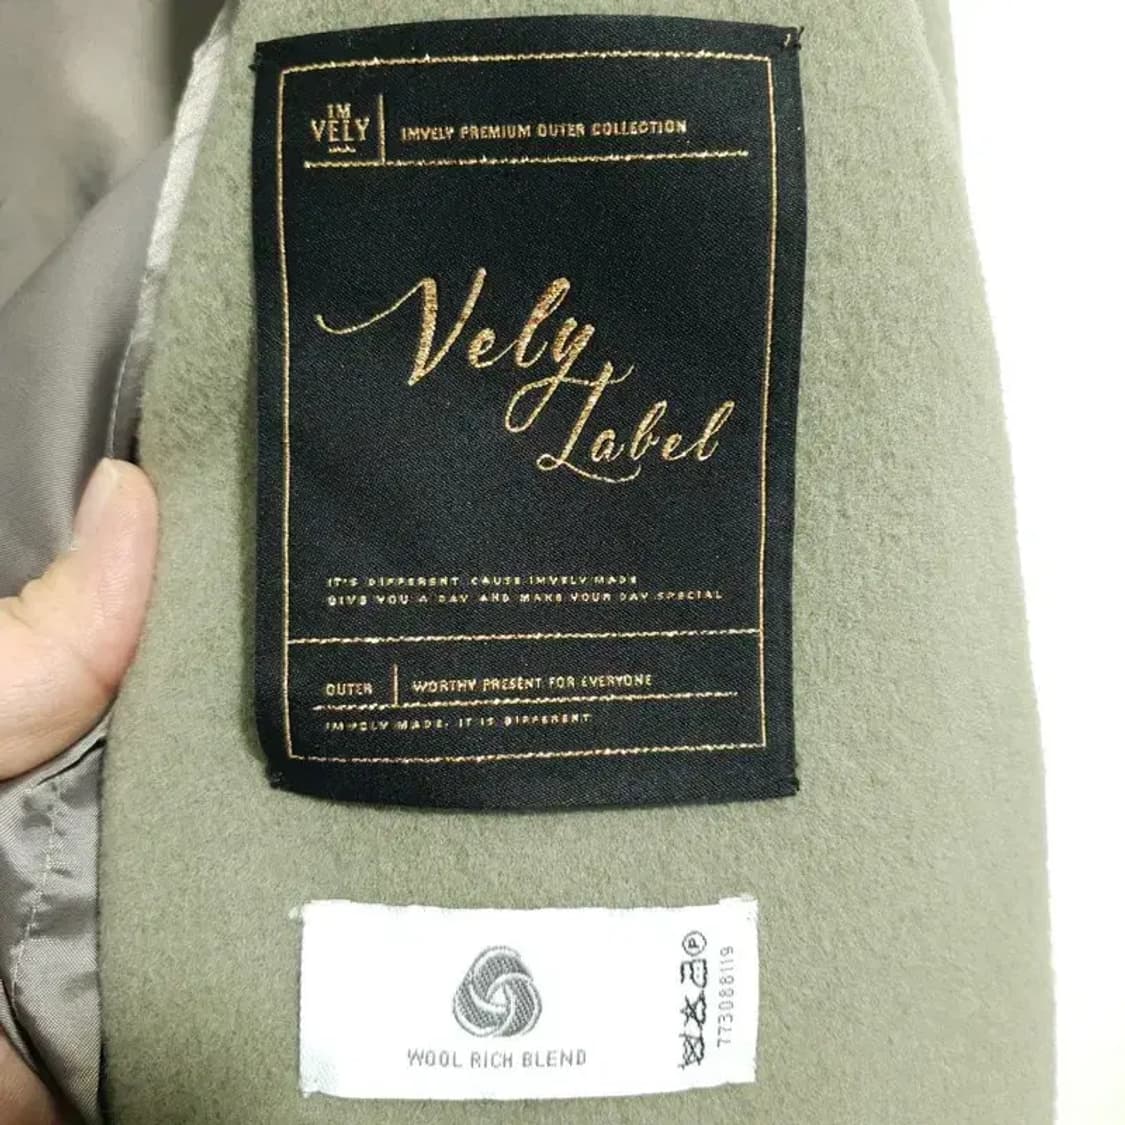 IM
VELY
IMVELY PREMIUM OUTER COLLECTION
Vely
Label
IT'S DIFFERENT CAUSE IMVELY MADE
GIVE YOU A DAY AND MAKE YOUR DAY SPECIAL
OUTER
WORTHY PRESENT FOR EVERYONE
IMVELY MADE. IT IS DIFFERENT
WOOL RICH BLEND
P
773088119